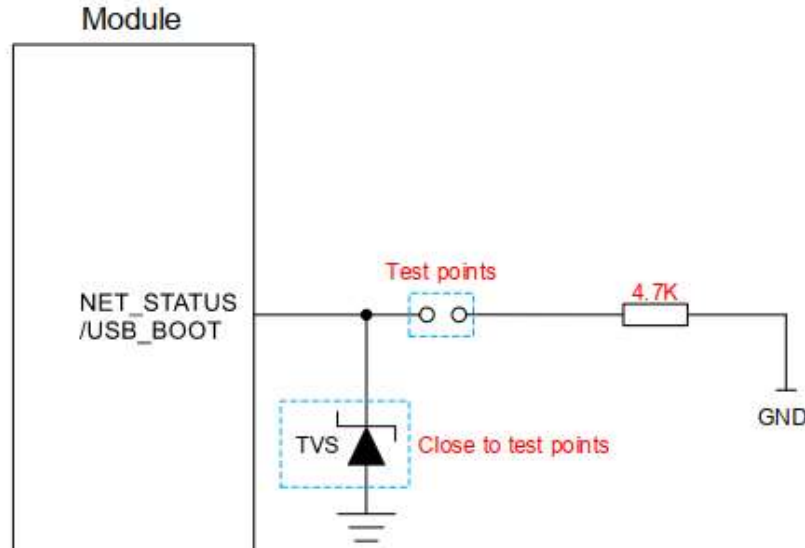 Module
Test points
4.7K
NET_STATUS
/USB_BOOT
GND
TVS
Close to test points